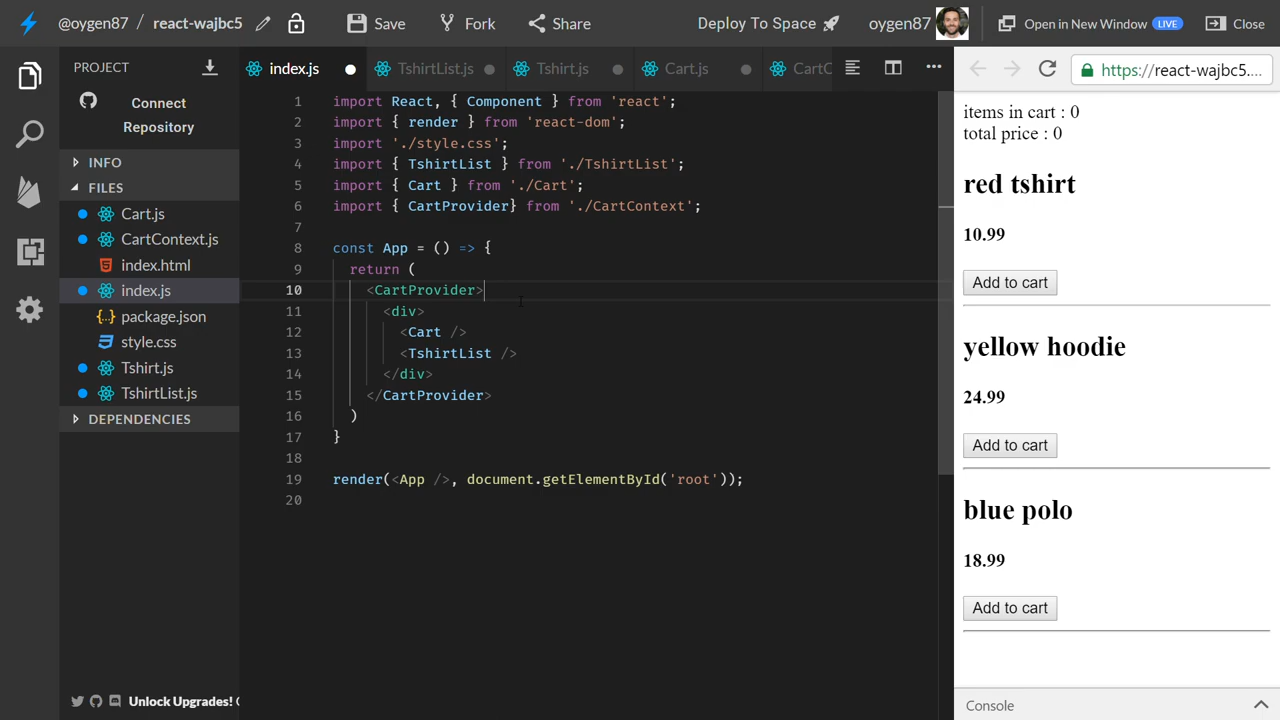 @oygen87 / react-wajbc5 Save Fork Share Deploy To Space oygen87 Open in New Window LIVE Close
PROJECT
Connect
Repository
INFO
FILES
Cart.js
CartContext.js
index.html
index.js
package.json
style.css
Tshirt.js
TshirtList.js
DEPENDENCIES
Unlock Upgrades!
index.js TshirtList.js Tshirt.js Cart.js CartC
1 import React, { Component } from 'react';
2 import { render } from 'react-dom';
3 import './style.css';
4 import { TshirtList } from './TshirtList';
5 import { Cart } from './Cart';
6 import { CartProvider} from './CartContext';
7
8 const App = () => {
9 return (
10 <CartProvider>
11 <div>
12 <Cart />
13 <TshirtList />
14 </div>
15 </CartProvider>
16 )
17 }
18
19 render(<App />, document.getElementById('root'));
20
https://react-wajbc5....
items in cart : 0
total price : 0
red tshirt
10.99
Add to cart
yellow hoodie
24.99
Add to cart
blue polo
18.99
Add to cart
Console